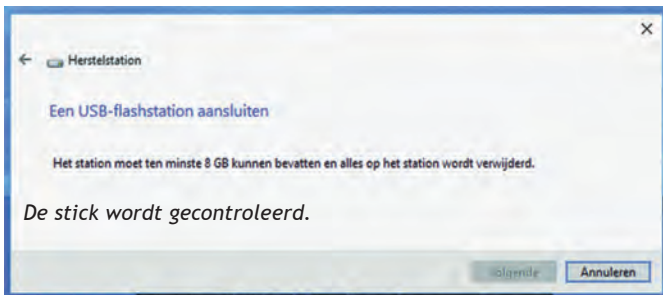 Herstelstation
Een USB-flashstation aansluiten
Het station moet ten minste 8 GB kunnen bevatten en alles op het station wordt verwijderd.
De stick wordt gecontroleerd.
Volgende Annuleren